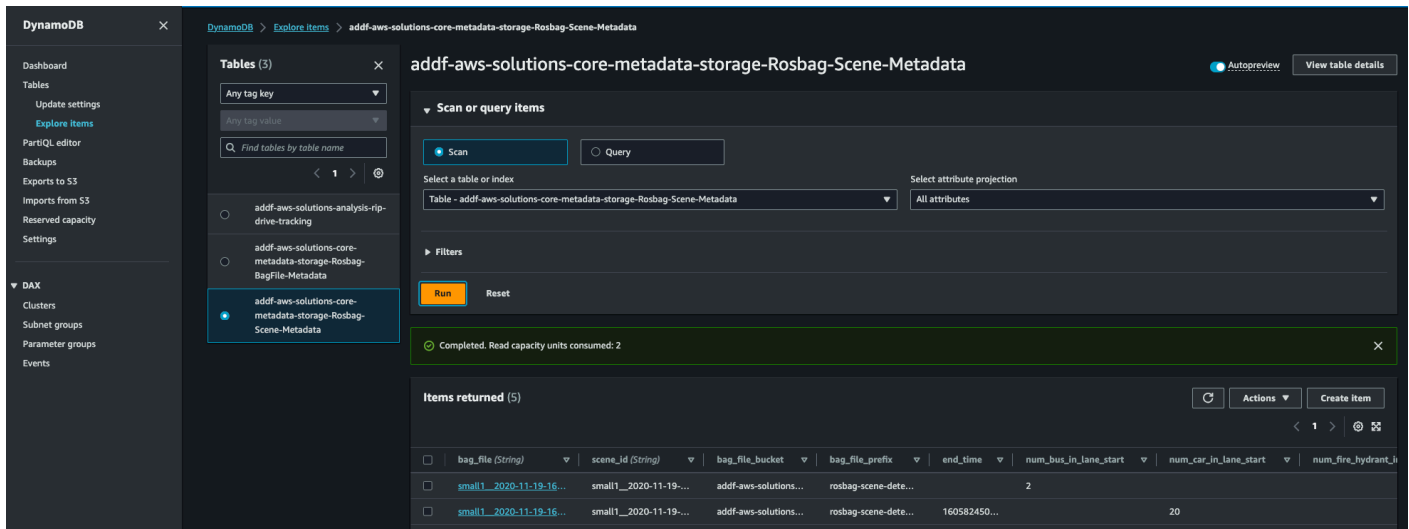 DynamoDB
Dashboard
Tables
Update settings
Explore items
PartiQL editor
Backups
Exports to S3
Imports from S3
Reserved capacity
Settings
DAX
Clusters
Subnet groups
Parameter groups
Events
DynamoDB > Explore items > addf-aws-solutions-core-metadata-storage-Rosbag-Scene-Metadata
Tables (3)
Any tag key
Any tag value
Find tables by table name
1
addf-aws-solutions-analysis-rip-
drive-tracking
addf-aws-solutions-core-
metadata-storage-Rosbag-
BagFile-Metadata
addf-aws-solutions-core-
metadata-storage-Rosbag-
Scene-Metadata
addf-aws-solutions-core-metadata-storage-Rosbag-Scene-Metadata
Autopreview
View table details
Scan or query items
Scan Query
Select a table or index Select attribute projection
Table - addf-aws-solutions-core-metadata-storage-Rosbag-Scene-Metadata All attributes
Filters
Run Reset
Completed. Read capacity units consumed: 2
Items returned (5) Actions Create item
1
bag_file (String) scene_id (String) bag_file_bucket bag_file_prefix end_time num_bus_in_lane_start num_car_in_lane_start num_fire_hydrant_i
small1__2020-11-19-16... small1__2020-11-19-... addf-aws-solutions... rosbag-scene-dete... 2
small1__2020-11-19-16... small1__2020-11-19-... addf-aws-solutions... rosbag-scene-dete... 160582450... 20